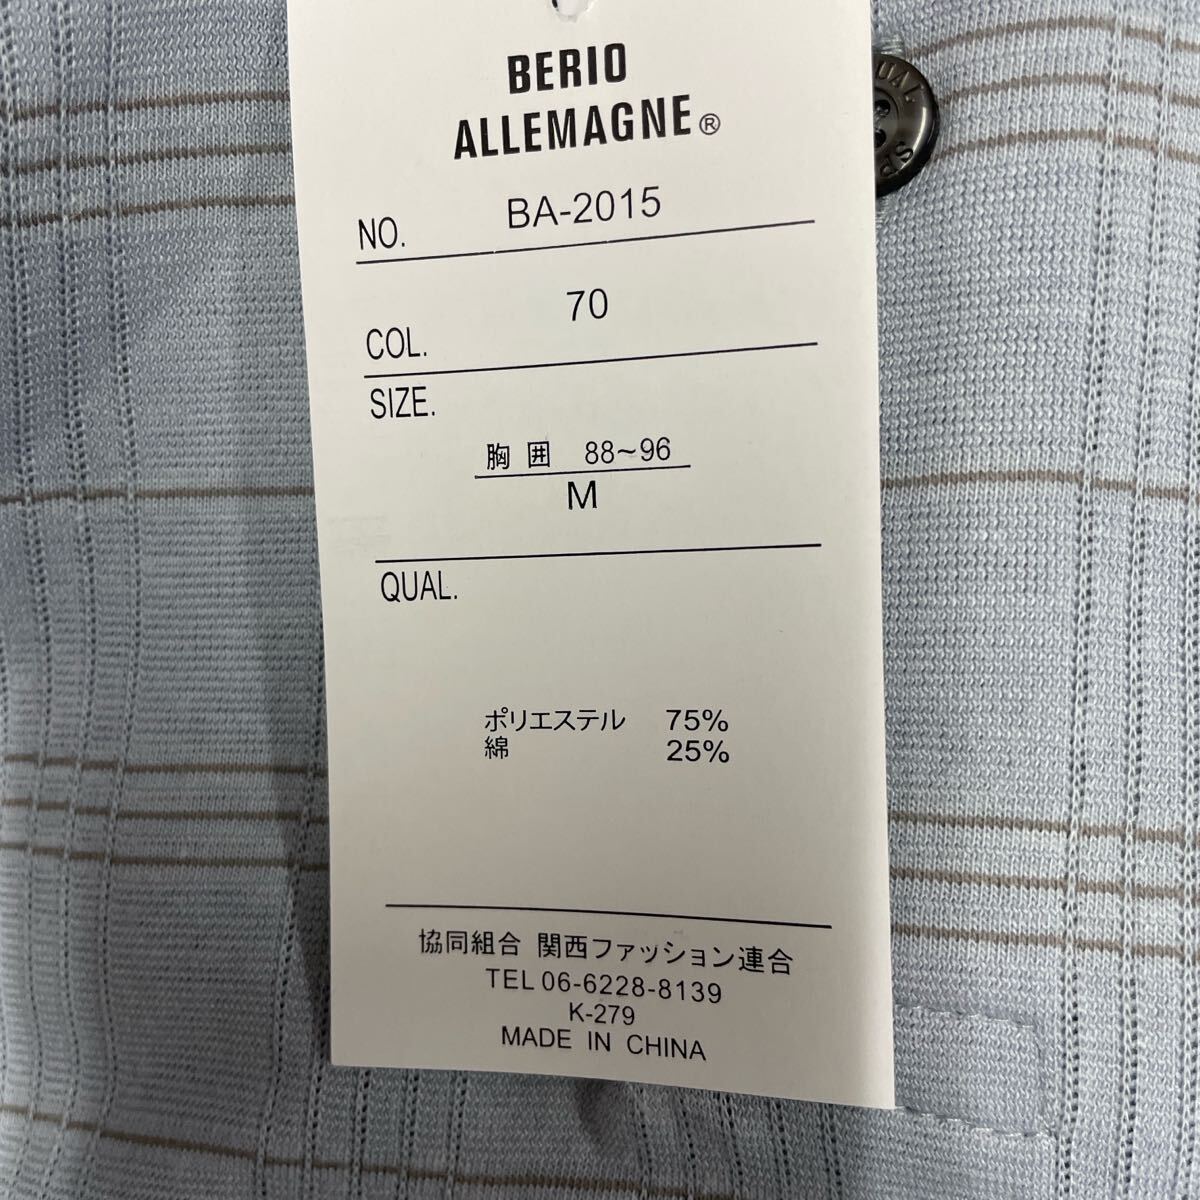 BERIO
ALLEMAGNE®
NO. BA-2015
COL. 70
SIZE.
胸 囲 88~96
M
QUAL.
ポリエステル 75%
綿 25%
協同組合 関西ファッション連合
TEL 06-6228-8139
K-279
MADE IN CHINA